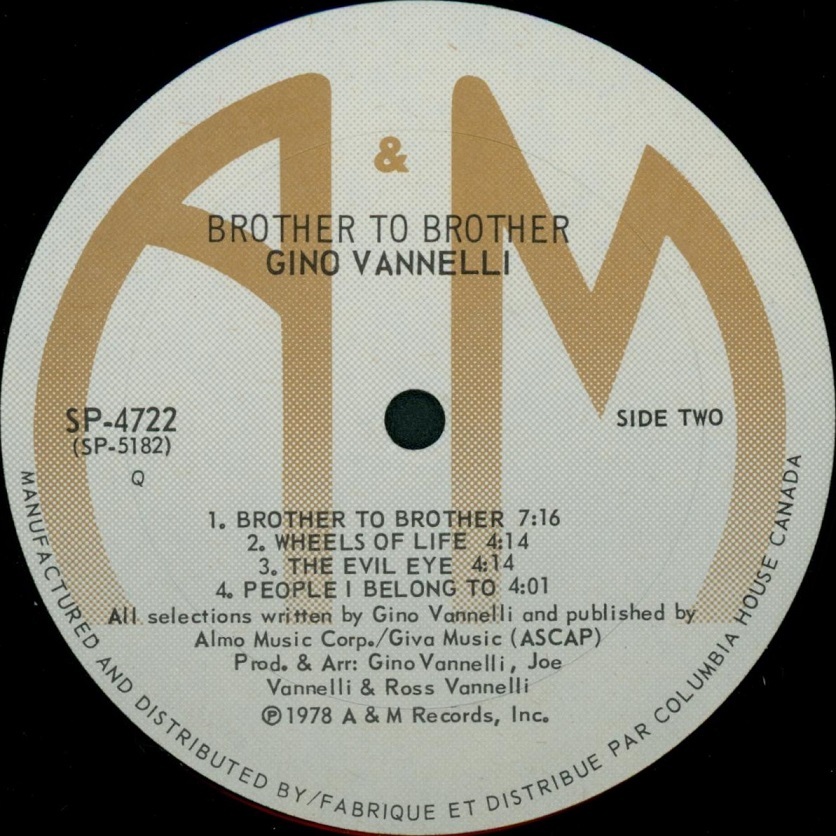 A & M
BROTHER TO BROTHER
GINO VANNELLI
SP-4722
(SP-5182)
Q
SIDE TWO
1. BROTHER TO BROTHER 7:16
2. WHEELS OF LIFE 4:14
3. THE EVIL EYE 4:14
4. PEOPLE I BELONG TO 4:01
All selections written by Gino Vannelli and published by
Almo Music Corp./Giva Music (ASCAP)
Prod. & Arr: Gino Vannelli, Joe
Vannelli & Ross Vannelli
℗1978 A & M Records, Inc.
MANUFACTURED AND DISTRIBUTED BY/FABRIQUE ET DISTRIBUE PAR COLUMBIA HOUSE CANADA